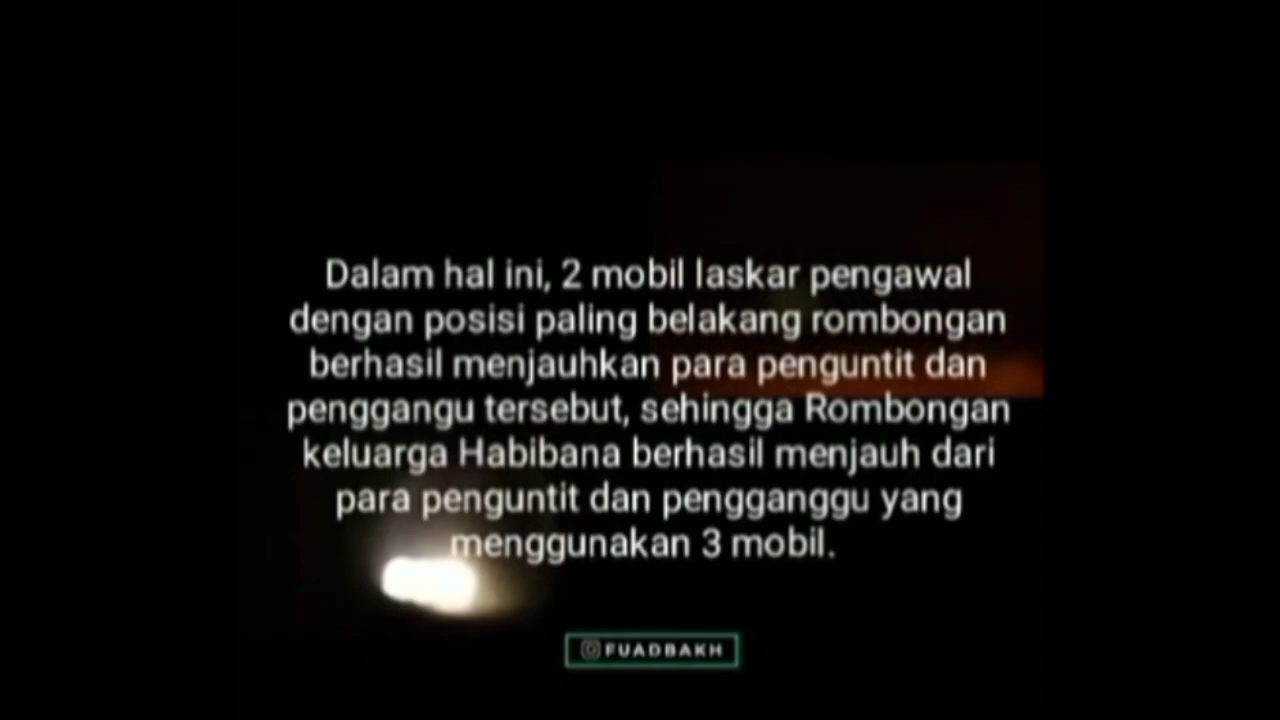 Dalam hal ini, 2 mobil laskar pengawal
dengan posisi paling belakang rombongan
berhasil menjauhkan para penguntit dan
penggangu tersebut, sehingga Rombongan
keluarga Habibana berhasil menjauh dari
para penguntit dan pengganggu yang
menggunakan 3 mobil.
FUADBAKH